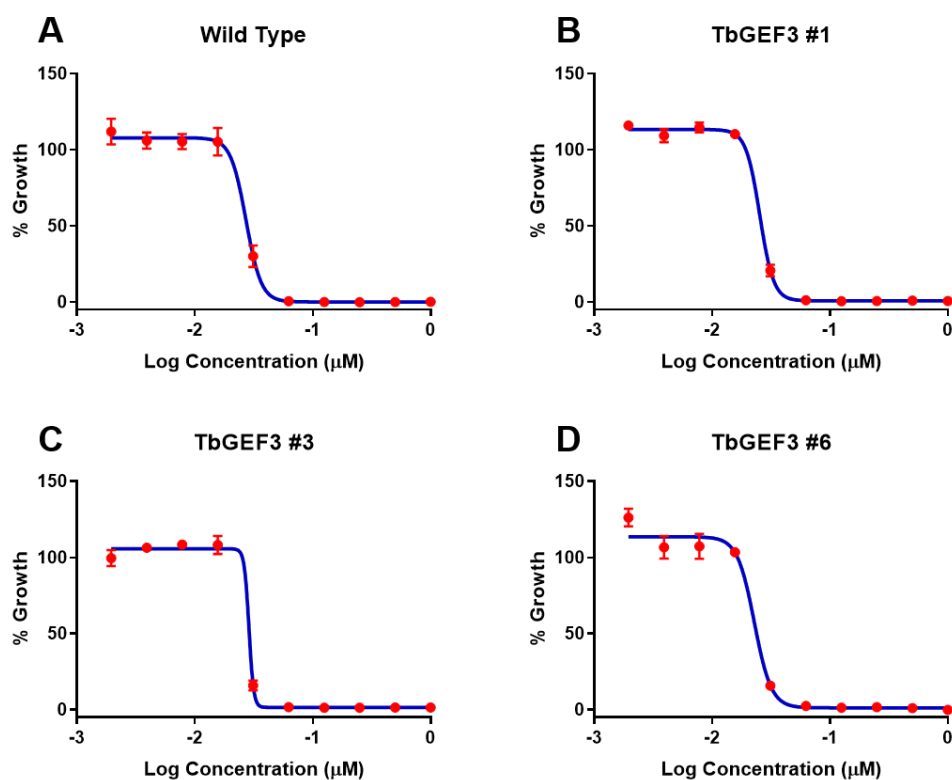 A
Wild Type
% Growth
150
100
50
0
-3
-2
-1
0
Log Concentration (μM)
B
TbGEF3 #1
% Growth
150
100
50
0
-3
-2
-1
0
Log Concentration (μM)
C
TbGEF3 #3
% Growth
150
100
50
0
-3
-2
-1
0
Log Concentration (μM)
D
TbGEF3 #6
% Growth
150
100
50
0
-3
-2
-1
0
Log Concentration (μM)